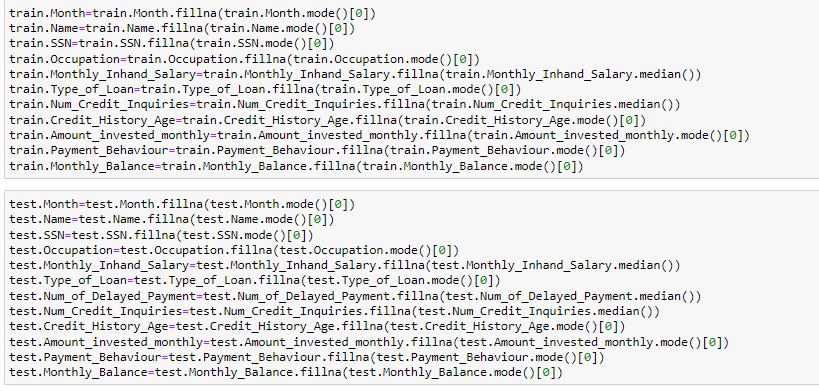 train.Month=train.Month.fillna(train.Month.mode()[0])
train.Name=train.Name.fillna(train.Name.mode()[0])
train.SSN=train.SSN.fillna(train.SSN.mode()[0])
train.Occupation=train.Occupation.fillna(train.Occupation.mode()[0])
train.Monthly_Inhand_Salary=train.Monthly_Inhand_Salary.fillna(train.Monthly_Inhand_Salary.median())
train.Type_of_Loan=train.Type_of_Loan.fillna(train.Type_of_Loan.mode()[0])
train.Num_Credit_Inquiries=train.Num_Credit_Inquiries.fillna(train.Num_Credit_Inquiries.median())
train.Credit_History_Age=train.Credit_History_Age.fillna(train.Credit_History_Age.mode()[0])
train.Amount_invested_monthly=train.Amount_invested_monthly.fillna(train.Amount_invested_monthly.mode()[0])
train.Payment_Behaviour=train.Payment_Behaviour.fillna(train.Payment_Behaviour.mode()[0])
train.Monthly_Balance=train.Monthly_Balance.fillna(train.Monthly_Balance.mode()[0])
test.Month=test.Month.fillna(test.Month.mode()[0])
test.Name=test.Name.fillna(test.Name.mode()[0])
test.SSN=test.SSN.fillna(test.SSN.mode()[0])
test.Occupation=test.Occupation.fillna(test.Occupation.mode()[0])
test.Monthly_Inhand_Salary=test.Monthly_Inhand_Salary.fillna(test.Monthly_Inhand_Salary.median())
test.Type_of_Loan=test.Type_of_Loan.fillna(test.Type_of_Loan.mode()[0])
test.Num_of_Delayed_Payment=test.Num_of_Delayed_Payment.fillna(test.Num_of_Delayed_Payment.median())
test.Num_Credit_Inquiries=test.Num_Credit_Inquiries.fillna(test.Num_Credit_Inquiries.median())
test.Credit_History_Age=test.Credit_History_Age.fillna(test.Credit_History_Age.mode()[0])
test.Amount_invested_monthly=test.Amount_invested_monthly.fillna(test.Amount_invested_monthly.mode()[0])
test.Payment_Behaviour=test.Payment_Behaviour.fillna(test.Payment_Behaviour.mode()[0])
test.Monthly_Balance=test.Monthly_Balance.fillna(test.Monthly_Balance.mode()[0])